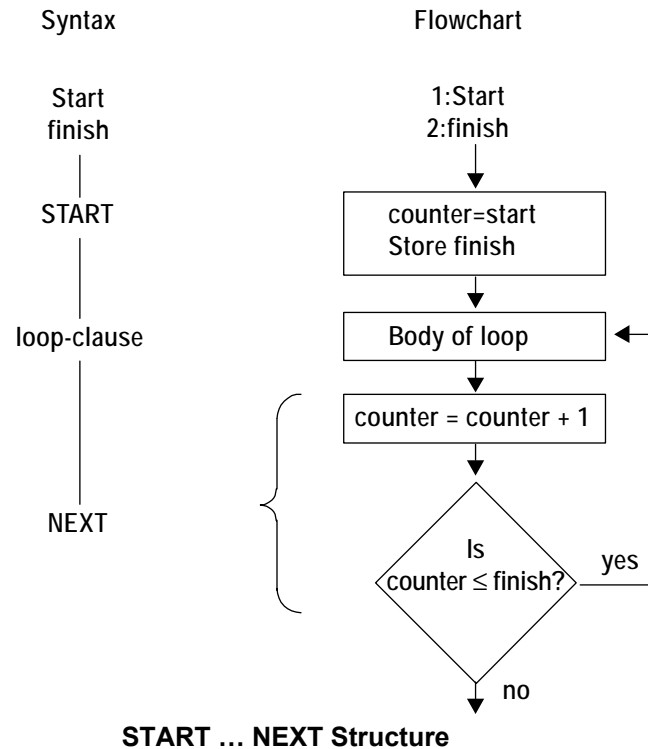 Syntax
Flowchart
Start
finish
START
loop-clause
NEXT
1:Start
2:finish
counter=start
Store finish
Body of loop
counter = counter + 1
Is
counter ≤ finish?
yes
no
START … NEXT Structure